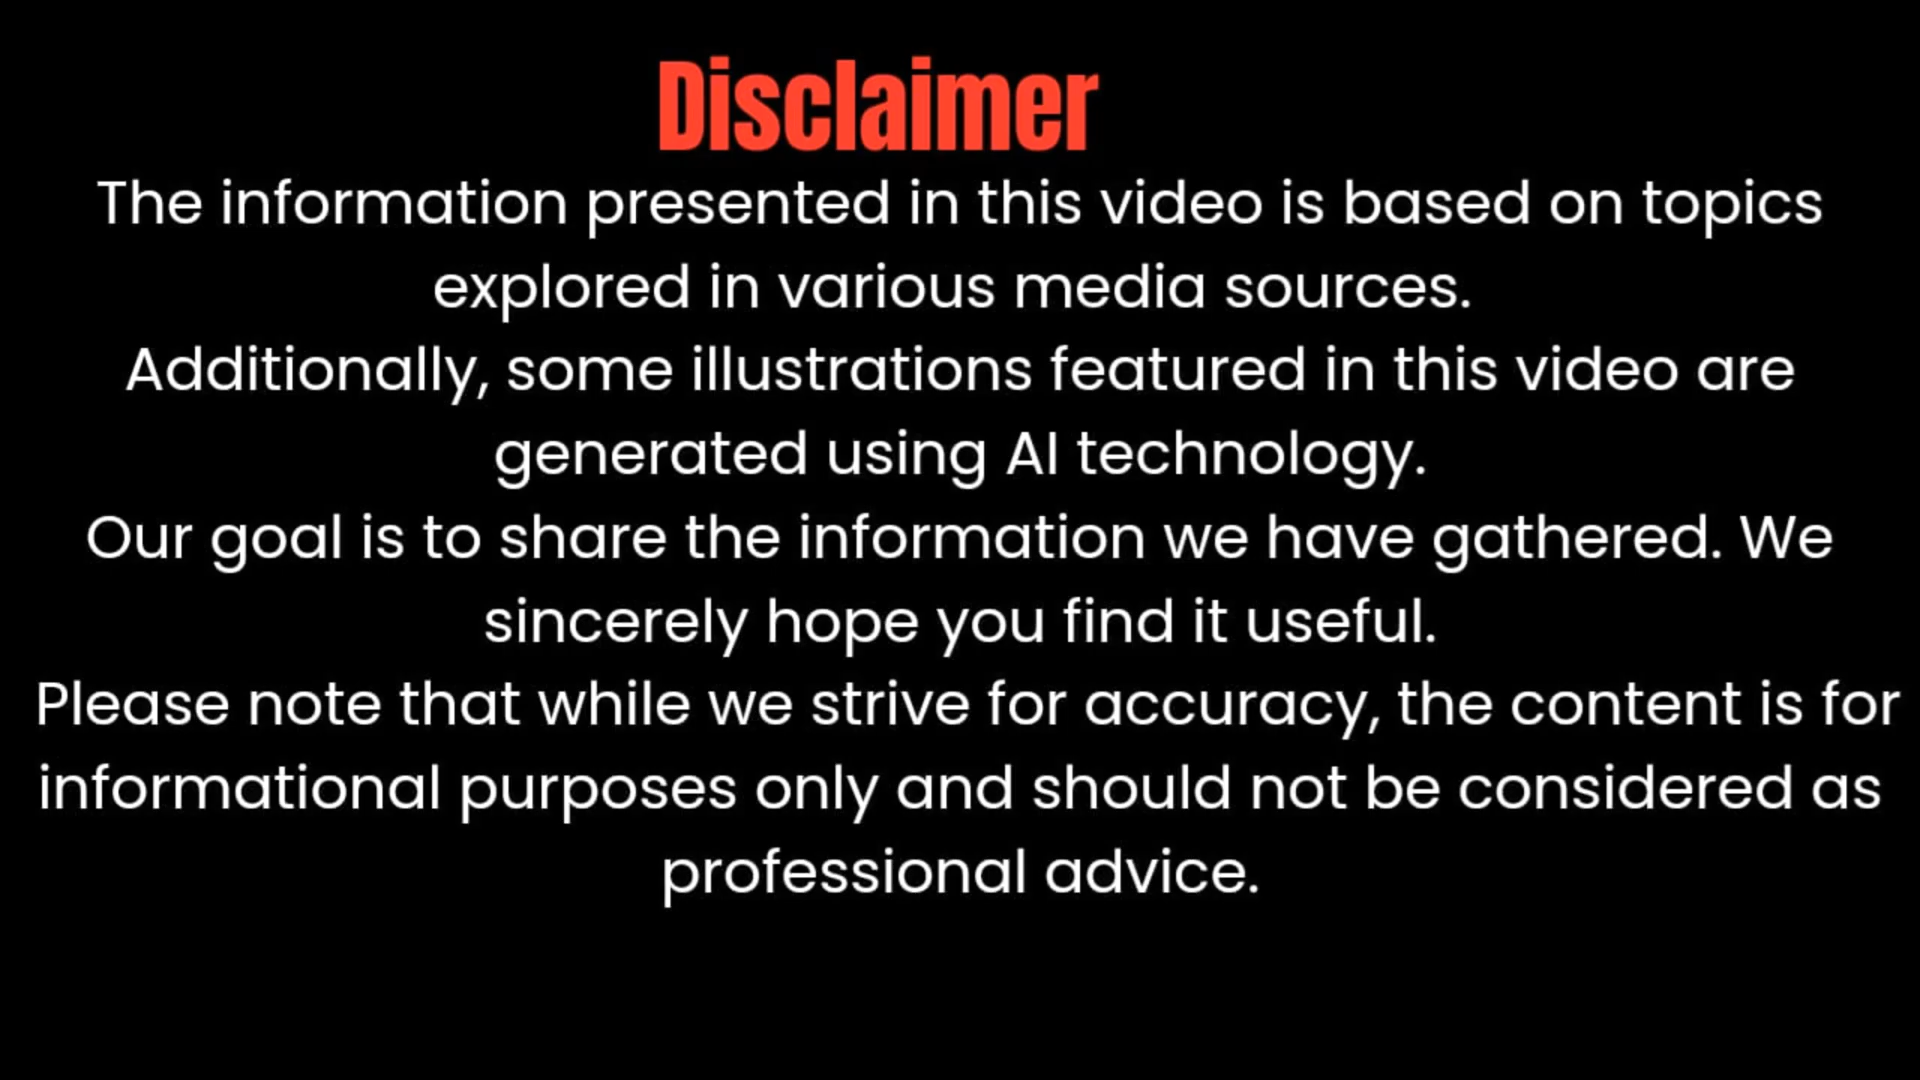 Disclaimer
The information presented in this video is based on topics
explored in various media sources.
Additionally, some illustrations featured in this video are
generated using AI technology.
Our goal is to share the information we have gathered. We
sincerely hope you find it useful.
Please note that while we strive for accuracy, the content is for
informational purposes only and should not be considered as
professional advice.